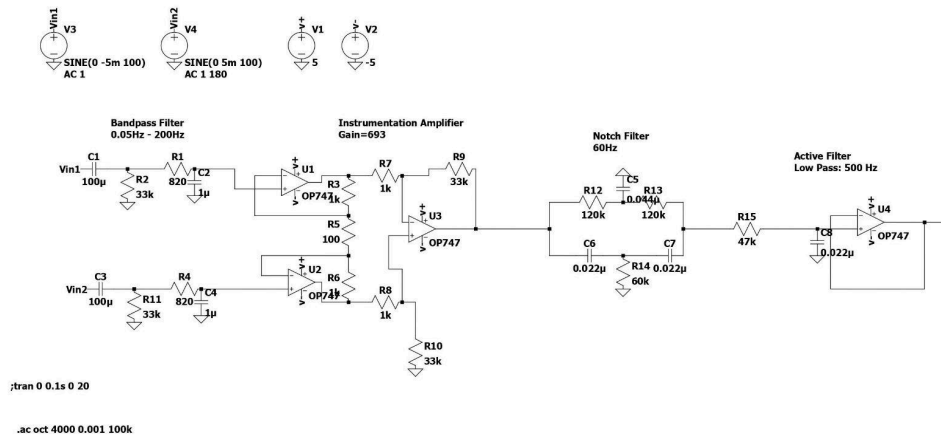 Vin1
V3
SINE(0 -5m 100)
AC 1
Vin2
V4
SINE(0 5m 100)
AC 1 180
v+
V1
5
v-
V2
-5
Bandpass Filter
0.05Hz - 200Hz
Instrumentation Amplifier
Gain=693
Notch Filter
60Hz
Active Filter
Low Pass: 500 Hz
Vin1
C1
100µ
R2
33k
R1
820
C2
1µ
v+
U1
OP747
v-
R3
1k
R5
100
R7
1k
R9
33k
U3
v+
OP747
v-
Vin2
C3
100µ
R11
33k
R4
820
C4
1µ
v+
U2
OP747
v-
R6
1k
R8
1k
R10
33k
R12
120k
C5
0.044µ
R13
120k
C6
0.022µ
C7
0.022µ
R14
60k
R15
47k
C8
0.022µ
v+
U4
OP747
v-
;tran 0 0.1s 0 20
.ac oct 4000 0.001 100k